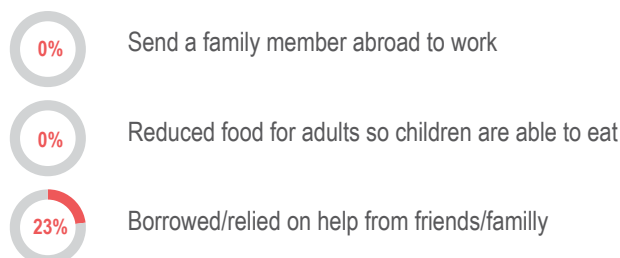 0% Send a family member abroad to work
0% Reduced food for adults so children are able to eat
23% Borrowed/relied on help from friends/familly